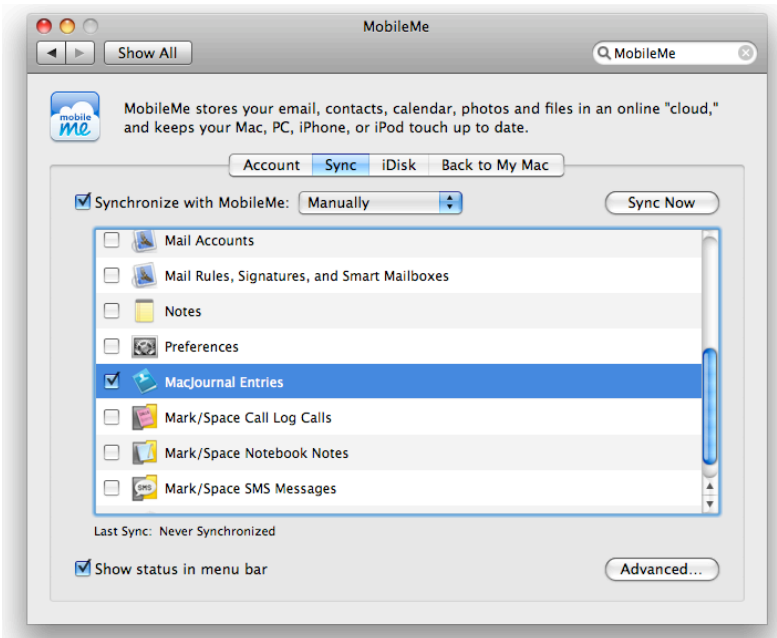 MobileMe
Show All
MobileMe
mobile
me
MobileMe stores your email, contacts, calendar, photos and files in an online "cloud,"
and keeps your Mac, PC, iPhone, or iPod touch up to date.
Account Sync iDisk Back to My Mac
Synchronize with MobileMe: Manually Sync Now
Mail Accounts
Mail Rules, Signatures, and Smart Mailboxes
Notes
Preferences
MacJournal Entries
Mark/Space Call Log Calls
Mark/Space Notebook Notes
SMS
Mark/Space SMS Messages
Last Sync: Never Synchronized
Show status in menu bar
Advanced...